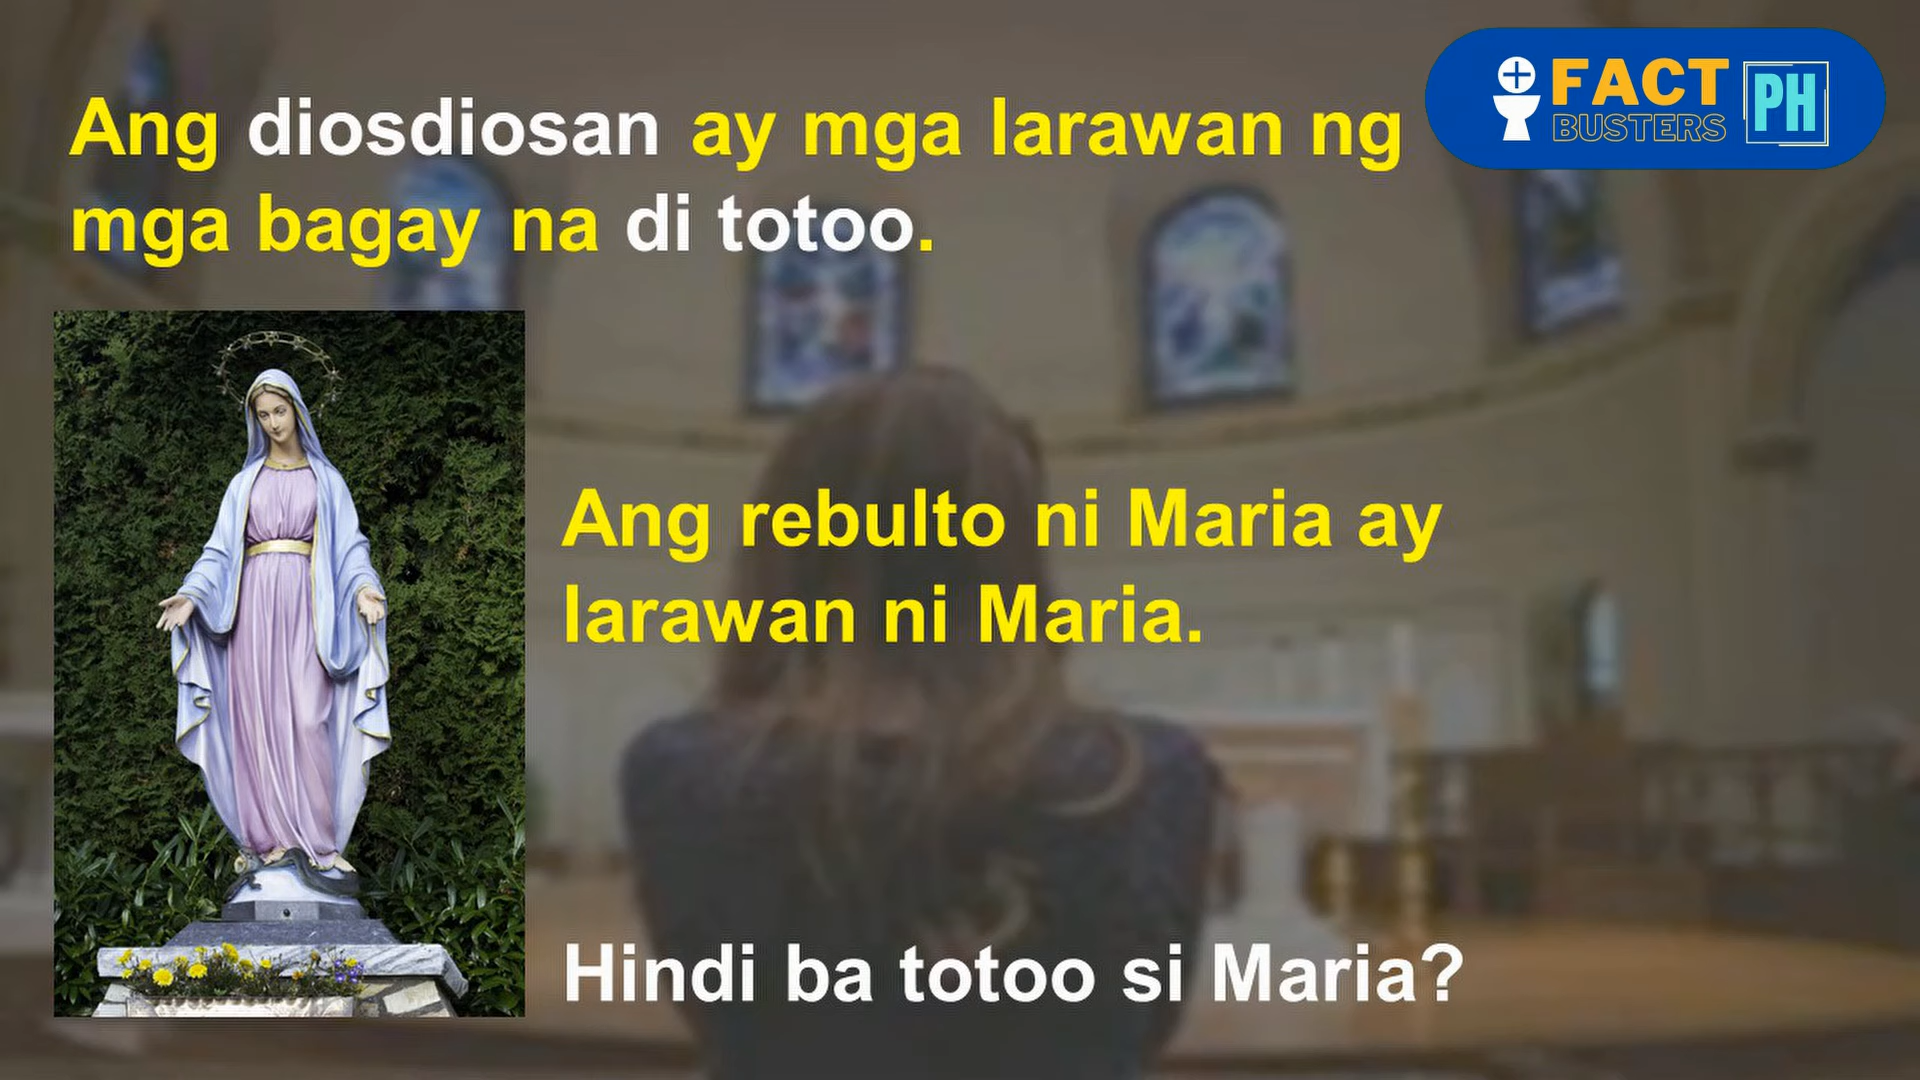 FACT
BUSTERS
PH
Ang diosdiosan ay mga larawan ng
mga bagay na di totoo.
Ang rebulto ni Maria ay
larawan ni Maria.
Hindi ba totoo si Maria?